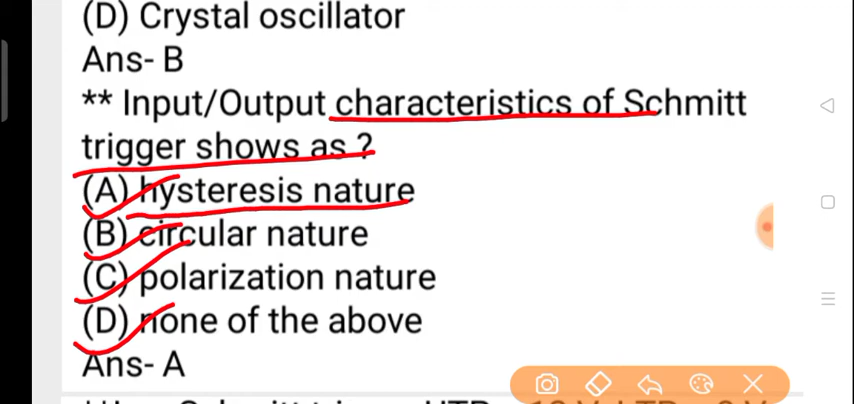 (D) Crystal oscillator
Ans- B
** Input/Output characteristics of Schmitt
trigger shows as ?
(A) hysteresis nature
(B) circular nature
(C) polarization nature
(D) none of the above
Ans- A